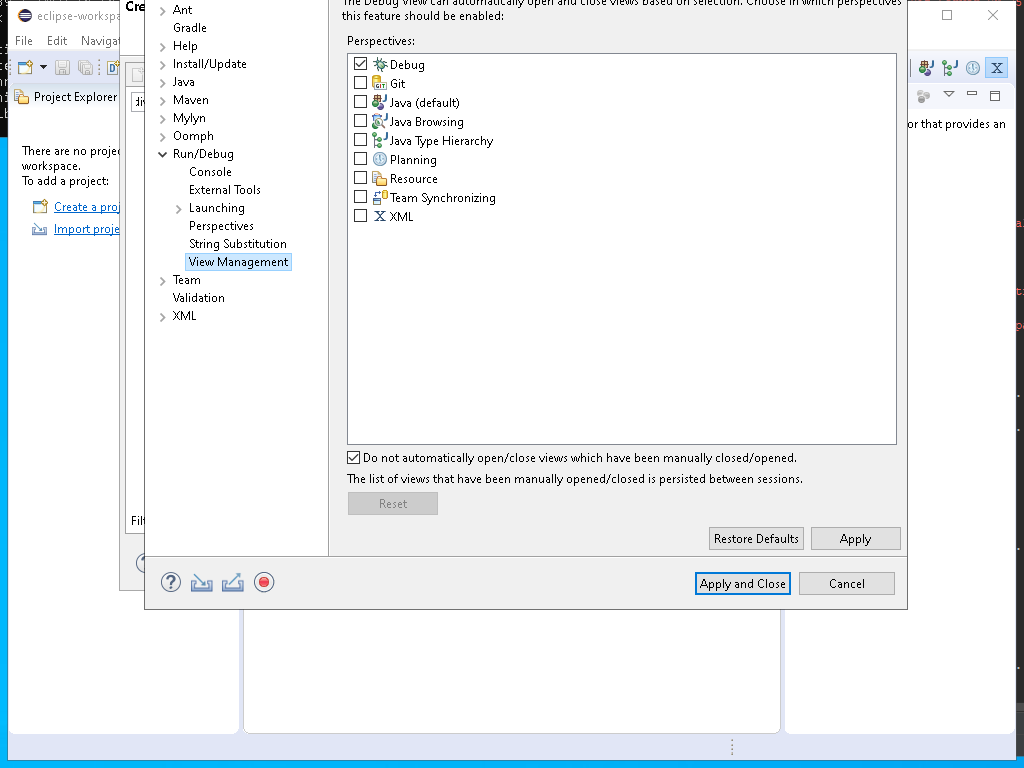 eclipse-workspa
Cre
File Edit Navigat
Project Explorer
There are no projec
workspace.
To add a project:
Create a proj
Import proje
Ant
Gradle
Help
Install/Update
Java
Maven
Mylyn
Oomph
Run/Debug
Console
External Tools
Launching
Perspectives
String Substitution
View Management
Team
Validation
XML
Filt
The Debug View can automatically open and close views based on selection. Choose in which perspectives
this feature should be enabled:
Perspectives:
Debug
Git
Java (default)
Java Browsing
Java Type Hierarchy
Planning
Resource
Team Synchronizing
XML
Do not automatically open/close views which have been manually closed/opened.
The list of views that have been manually opened/closed is persisted between sessions.
Reset
Restore Defaults Apply
Apply and Close Cancel
or that provides an